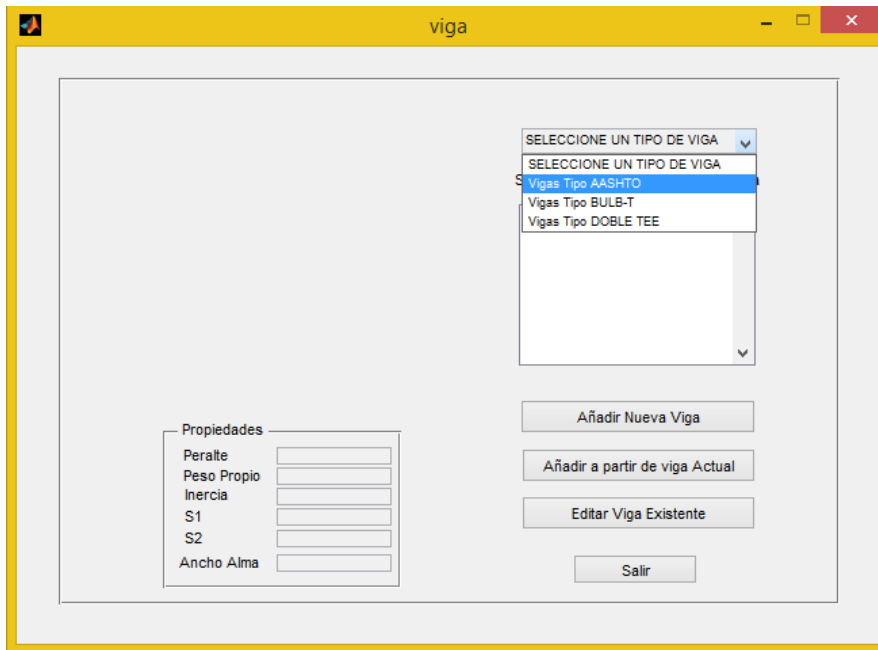 viga
SELECCIONE UN TIPO DE VIGA
SELECCIONE UN TIPO DE VIGA
Vigas Tipo AASHTO
Vigas Tipo BULB-T
Vigas Tipo DOBLE TEE
Añadir Nueva Viga
Añadir a partir de viga Actual
Editar Viga Existente
Salir
Propiedades
Peralte
Peso Propio
Inercia
S1
S2
Ancho Alma